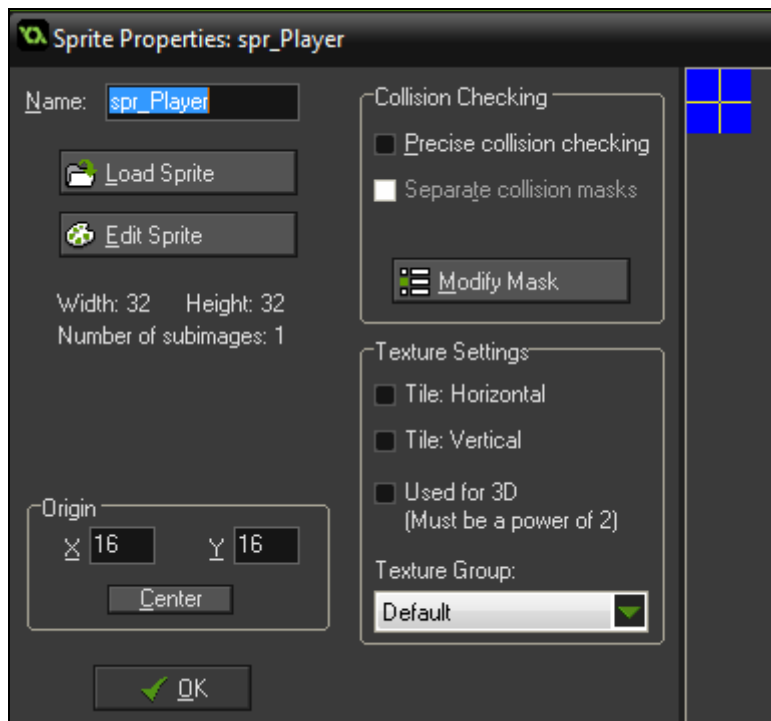 Sprite Properties: spr_Player
Name: spr_Player
Load Sprite
Edit Sprite
Width: 32 Height: 32
Number of subimages: 1
Origin
X 16 Y 16
Center
OK
Collision Checking
Precise collision checking
Separate collision masks
Modify Mask
Texture Settings
Tile: Horizontal
Tile: Vertical
Used for 3D
(Must be a power of 2)
Texture Group:
Default